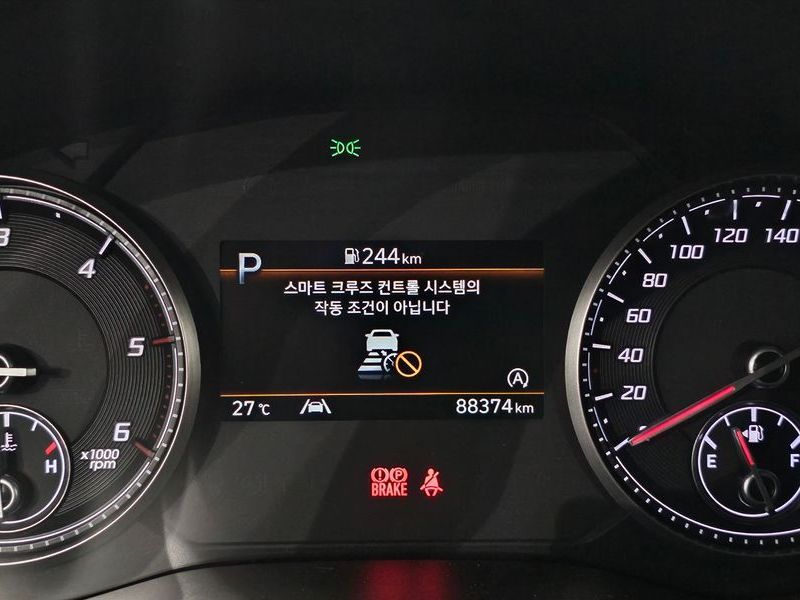 P
244km
스마트 크루즈 컨트롤 시스템의
작동 조건이 아닙니다
A
27℃
88374km
3
4
5
6
x1000
rpm
H
20
40
60
80
100
120
140
E
F
P
BRAKE